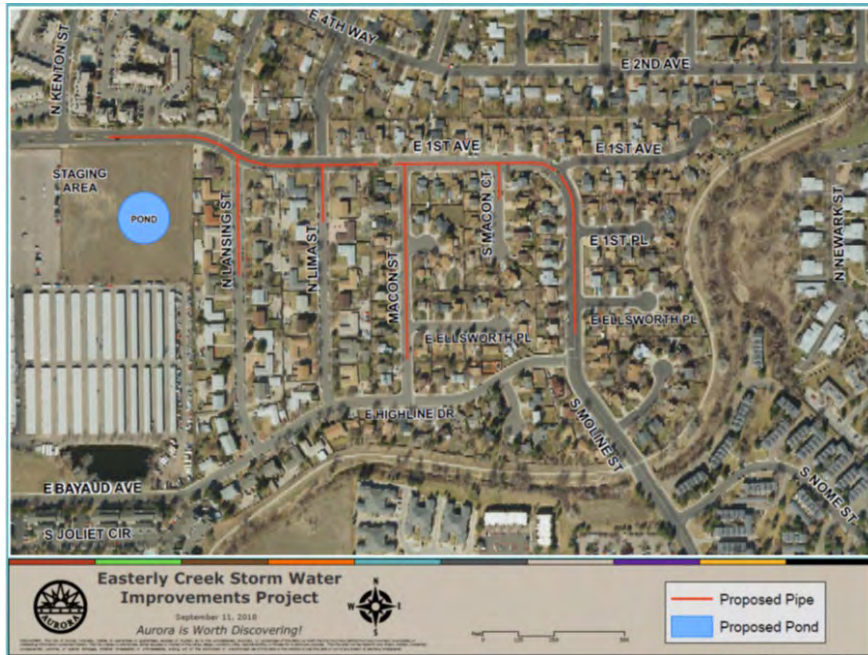 E 4TH WAY
N KENTON ST
E 2ND AVE
E 1ST AVE
E 1ST AVE
STAGING
AREA
POND
N LANSING ST
N LIMA ST
MACON ST
S MACON CT
E 1ST PL
N NEWARK ST
E ELLSWORTH PL
E ELLSWORTH PL
E HIGHLINE DR
S MOLINE ST
E BAYAUD AVE
S NOME ST
S JOLIET CIR
Easterly Creek Storm Water
Improvements Project
September 11, 2018
Aurora is Worth Discovering!
AURORA
N
W
E
S
Feet
0
Proposed Pipe
Proposed Pond